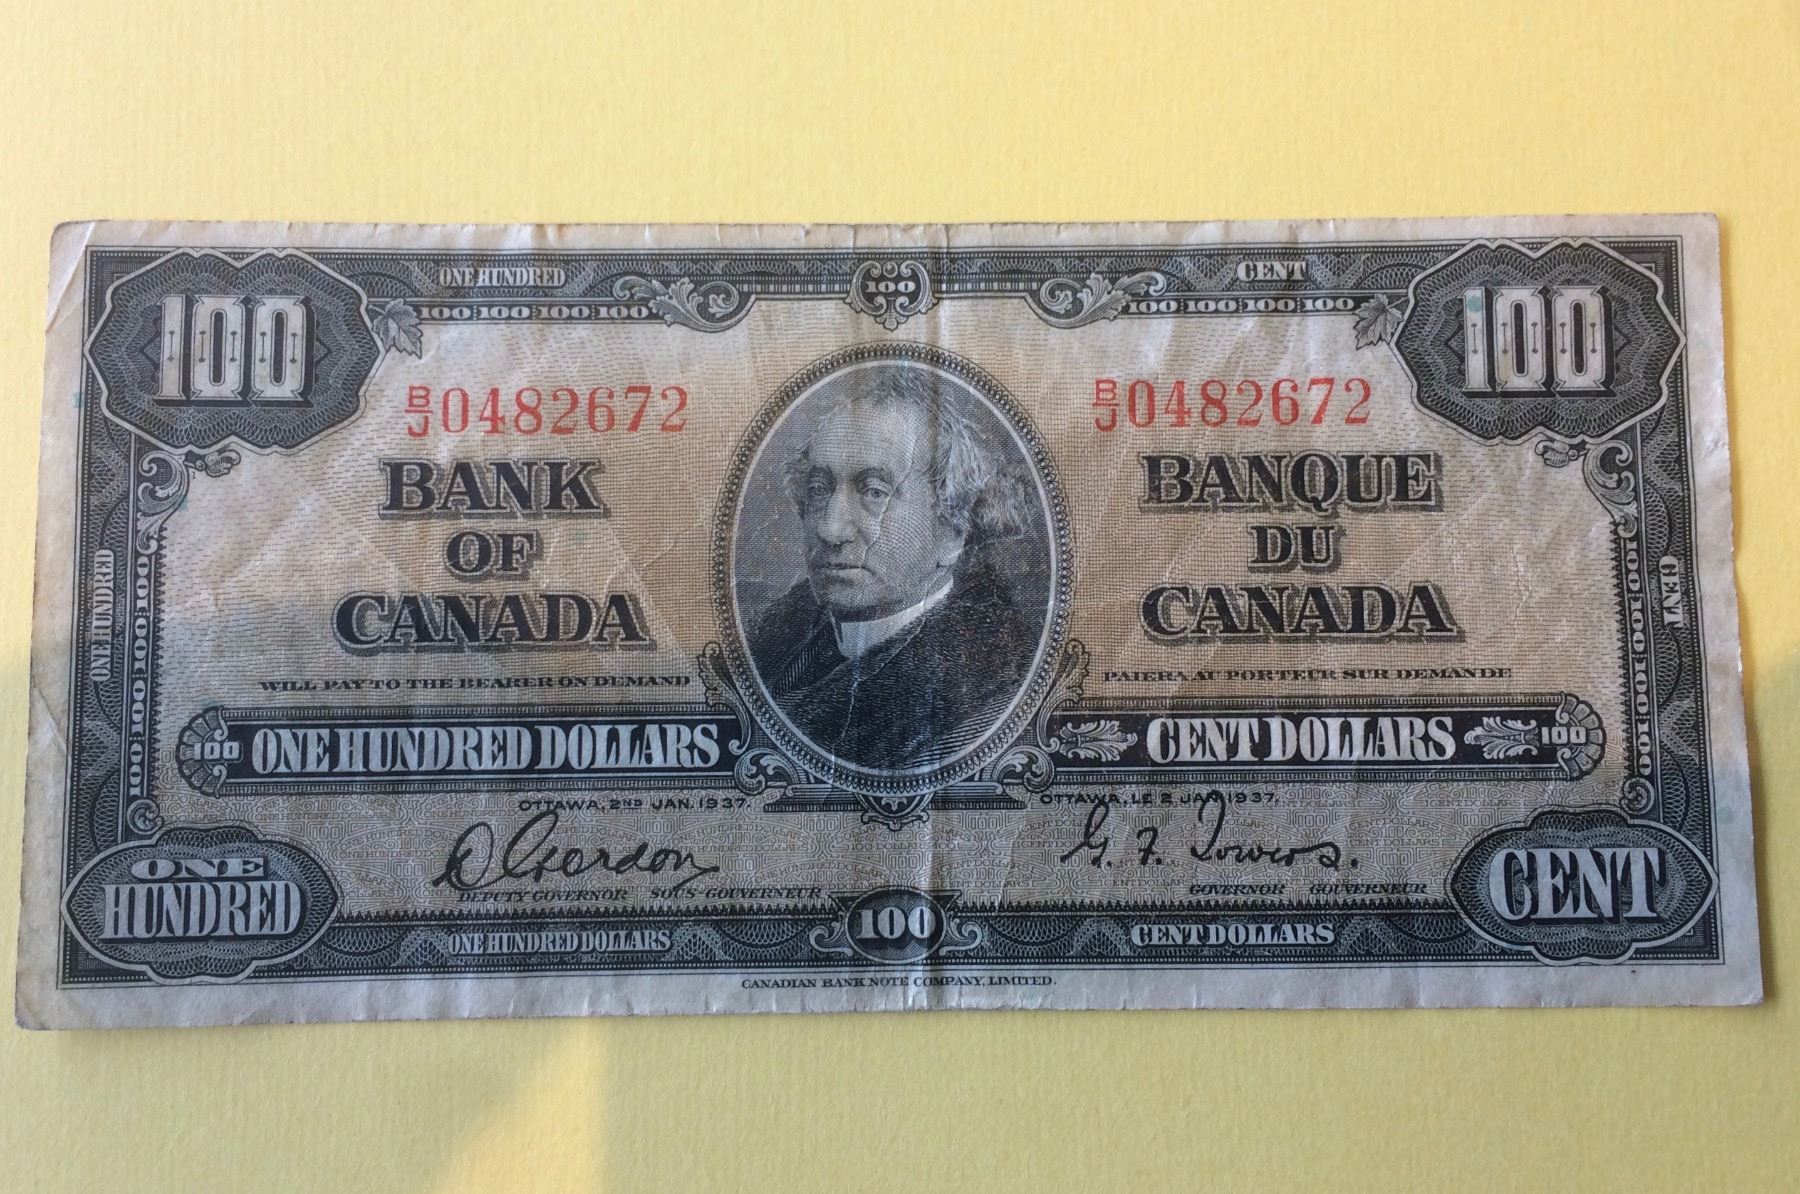 ONE HUNDRED CENT
100 100 100 100 100 100 100 100 100 100 100
B/J 0482672 B/J 0482672
BANK BANQUE
OF DU
CANADA CANADA
ONE HUNDRED CENT
100 100 100 100 100 100 100 100
WILL PAY TO THE BEARER ON DEMAND PAIERA AU PORTEUR SUR DEMANDE
100 ONE HUNDRED DOLLARS CENT DOLLARS 100
OTTAWA, 2ND JAN. 1937. OTTAWA, LE 2 JAN 1937.
D Gordon G. F. Towers.
DEPUTY GOVERNOR SOUS-GOUVERNEUR GOVERNOR GOUVERNEUR
ONE HUNDRED CENT
ONE HUNDRED DOLLARS 100 CENT DOLLARS
CANADIAN BANK NOTE COMPANY, LIMITED.